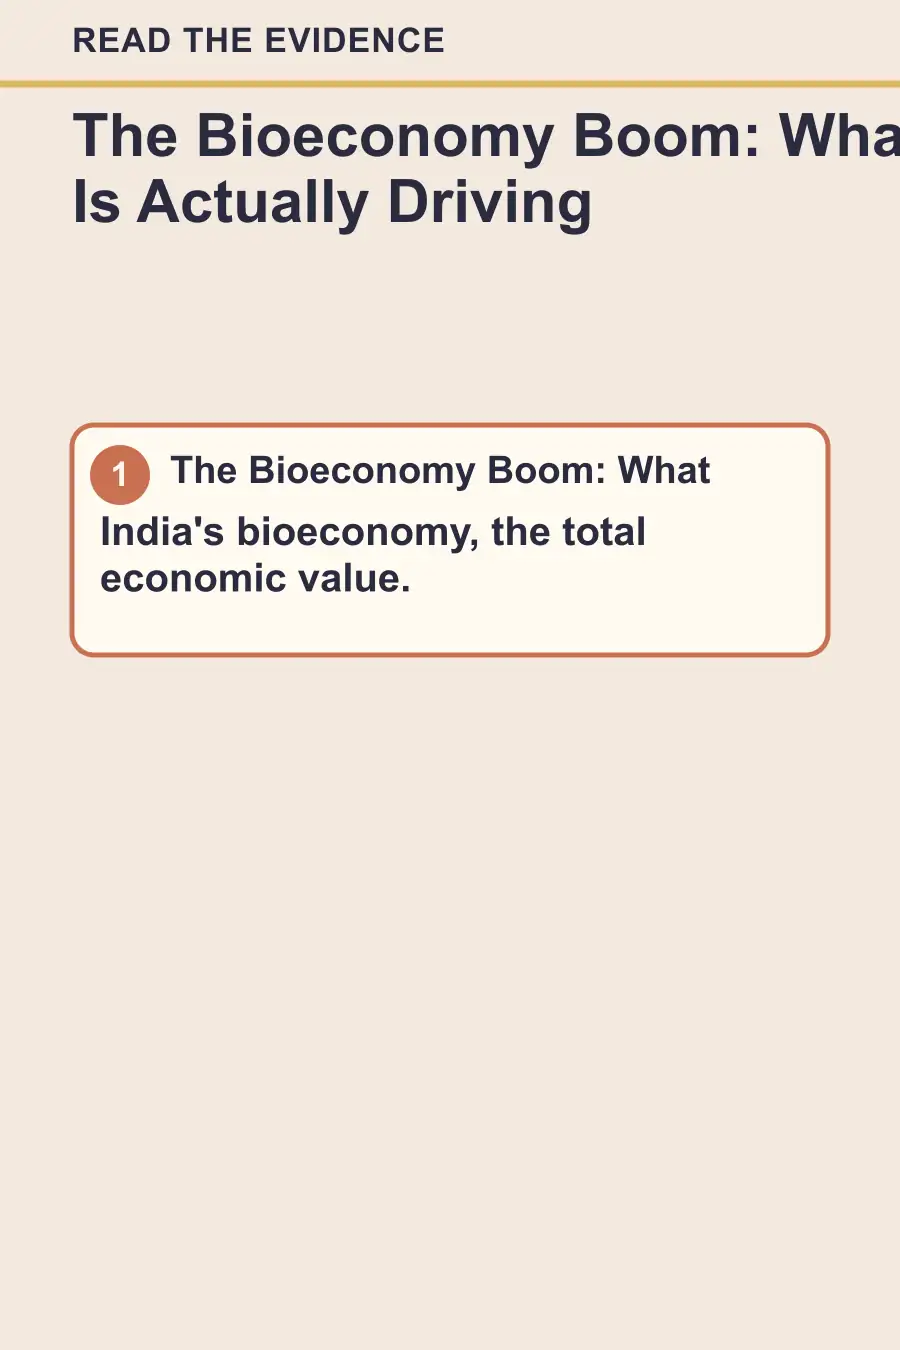 READ THE EVIDENCE
The Bioeconomy Boom: Wha
Is Actually Driving
1 The Bioeconomy Boom: What
India's bioeconomy, the total
economic value.